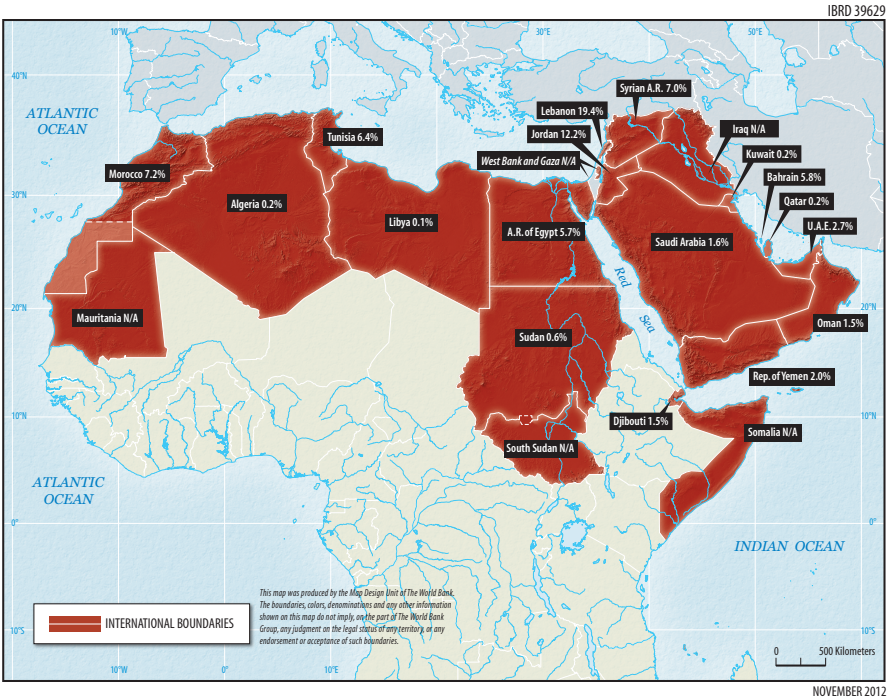 IBRD 39629
10°W
30°E
50°E
40°N
40°N
ATLANTIC
OCEAN
Syrian A.R. 7.0%
Lebanon 19.4%
Tunisia 6.4%
Jordan 12.2%
Iraq N/A
West Bank and Gaza N/A
Kuwait 0.2%
Morocco 7.2%
Bahrain 5.8%
30°N
Qatar 0.2%
Algeria 0.2%
Libya 0.1%
A.R. of Egypt 5.7%
U.A.E. 2.7%
Saudi Arabia 1.6%
Red
Sea
20°N
20°N
Mauritania N/A
Oman 1.5%
Sudan 0.6%
Rep. of Yemen 2.0%
10°N
10°N
Djibouti 1.5%
Somalia N/A
South Sudan N/A
ATLANTIC
OCEAN
0°
0°
INDIAN OCEAN
INTERNATIONAL BOUNDARIES
This map was produced by the Map Design Unit of The World Bank.
The boundaries, colors, denominations and any other information
shown on this map do not imply, on the part of The World Bank
Group, any judgment on the legal status of any territory, or any
endorsement or acceptance of such boundaries.
10°S
10°S
0 500 Kilometers
10°W
0°
10°E
30°E
50°E
NOVEMBER 2012